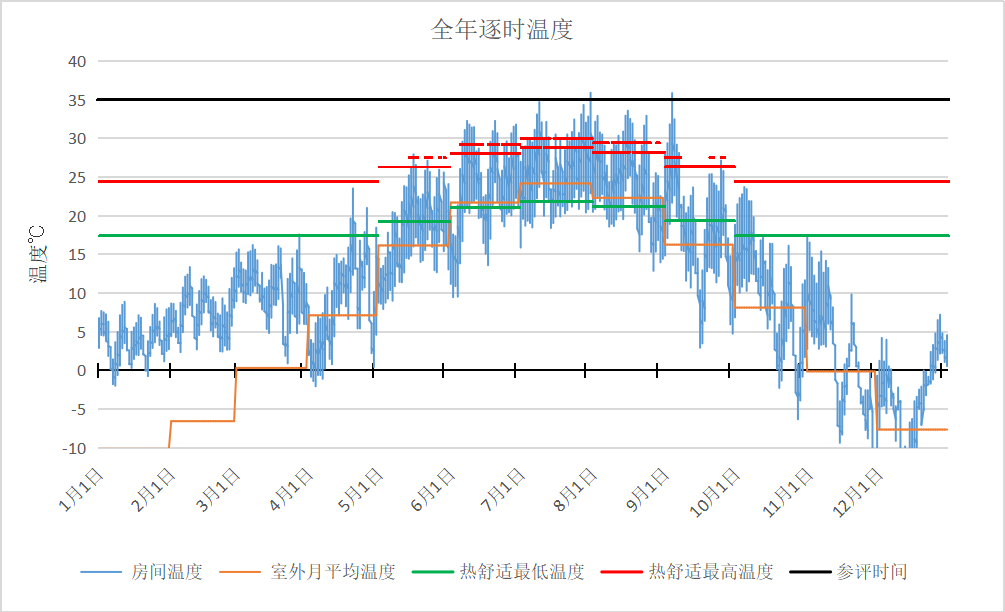 全年逐时温度
40
35
30
25
20
15
10
5
0
-5
-10
温度℃
1月1日
2月1日
3月1日
4月1日
5月1日
6月1日
7月1日
8月1日
9月1日
10月1日
11月1日
12月1日
房间温度 室外月平均温度 热舒适最低温度 热舒适最高温度 参评时间